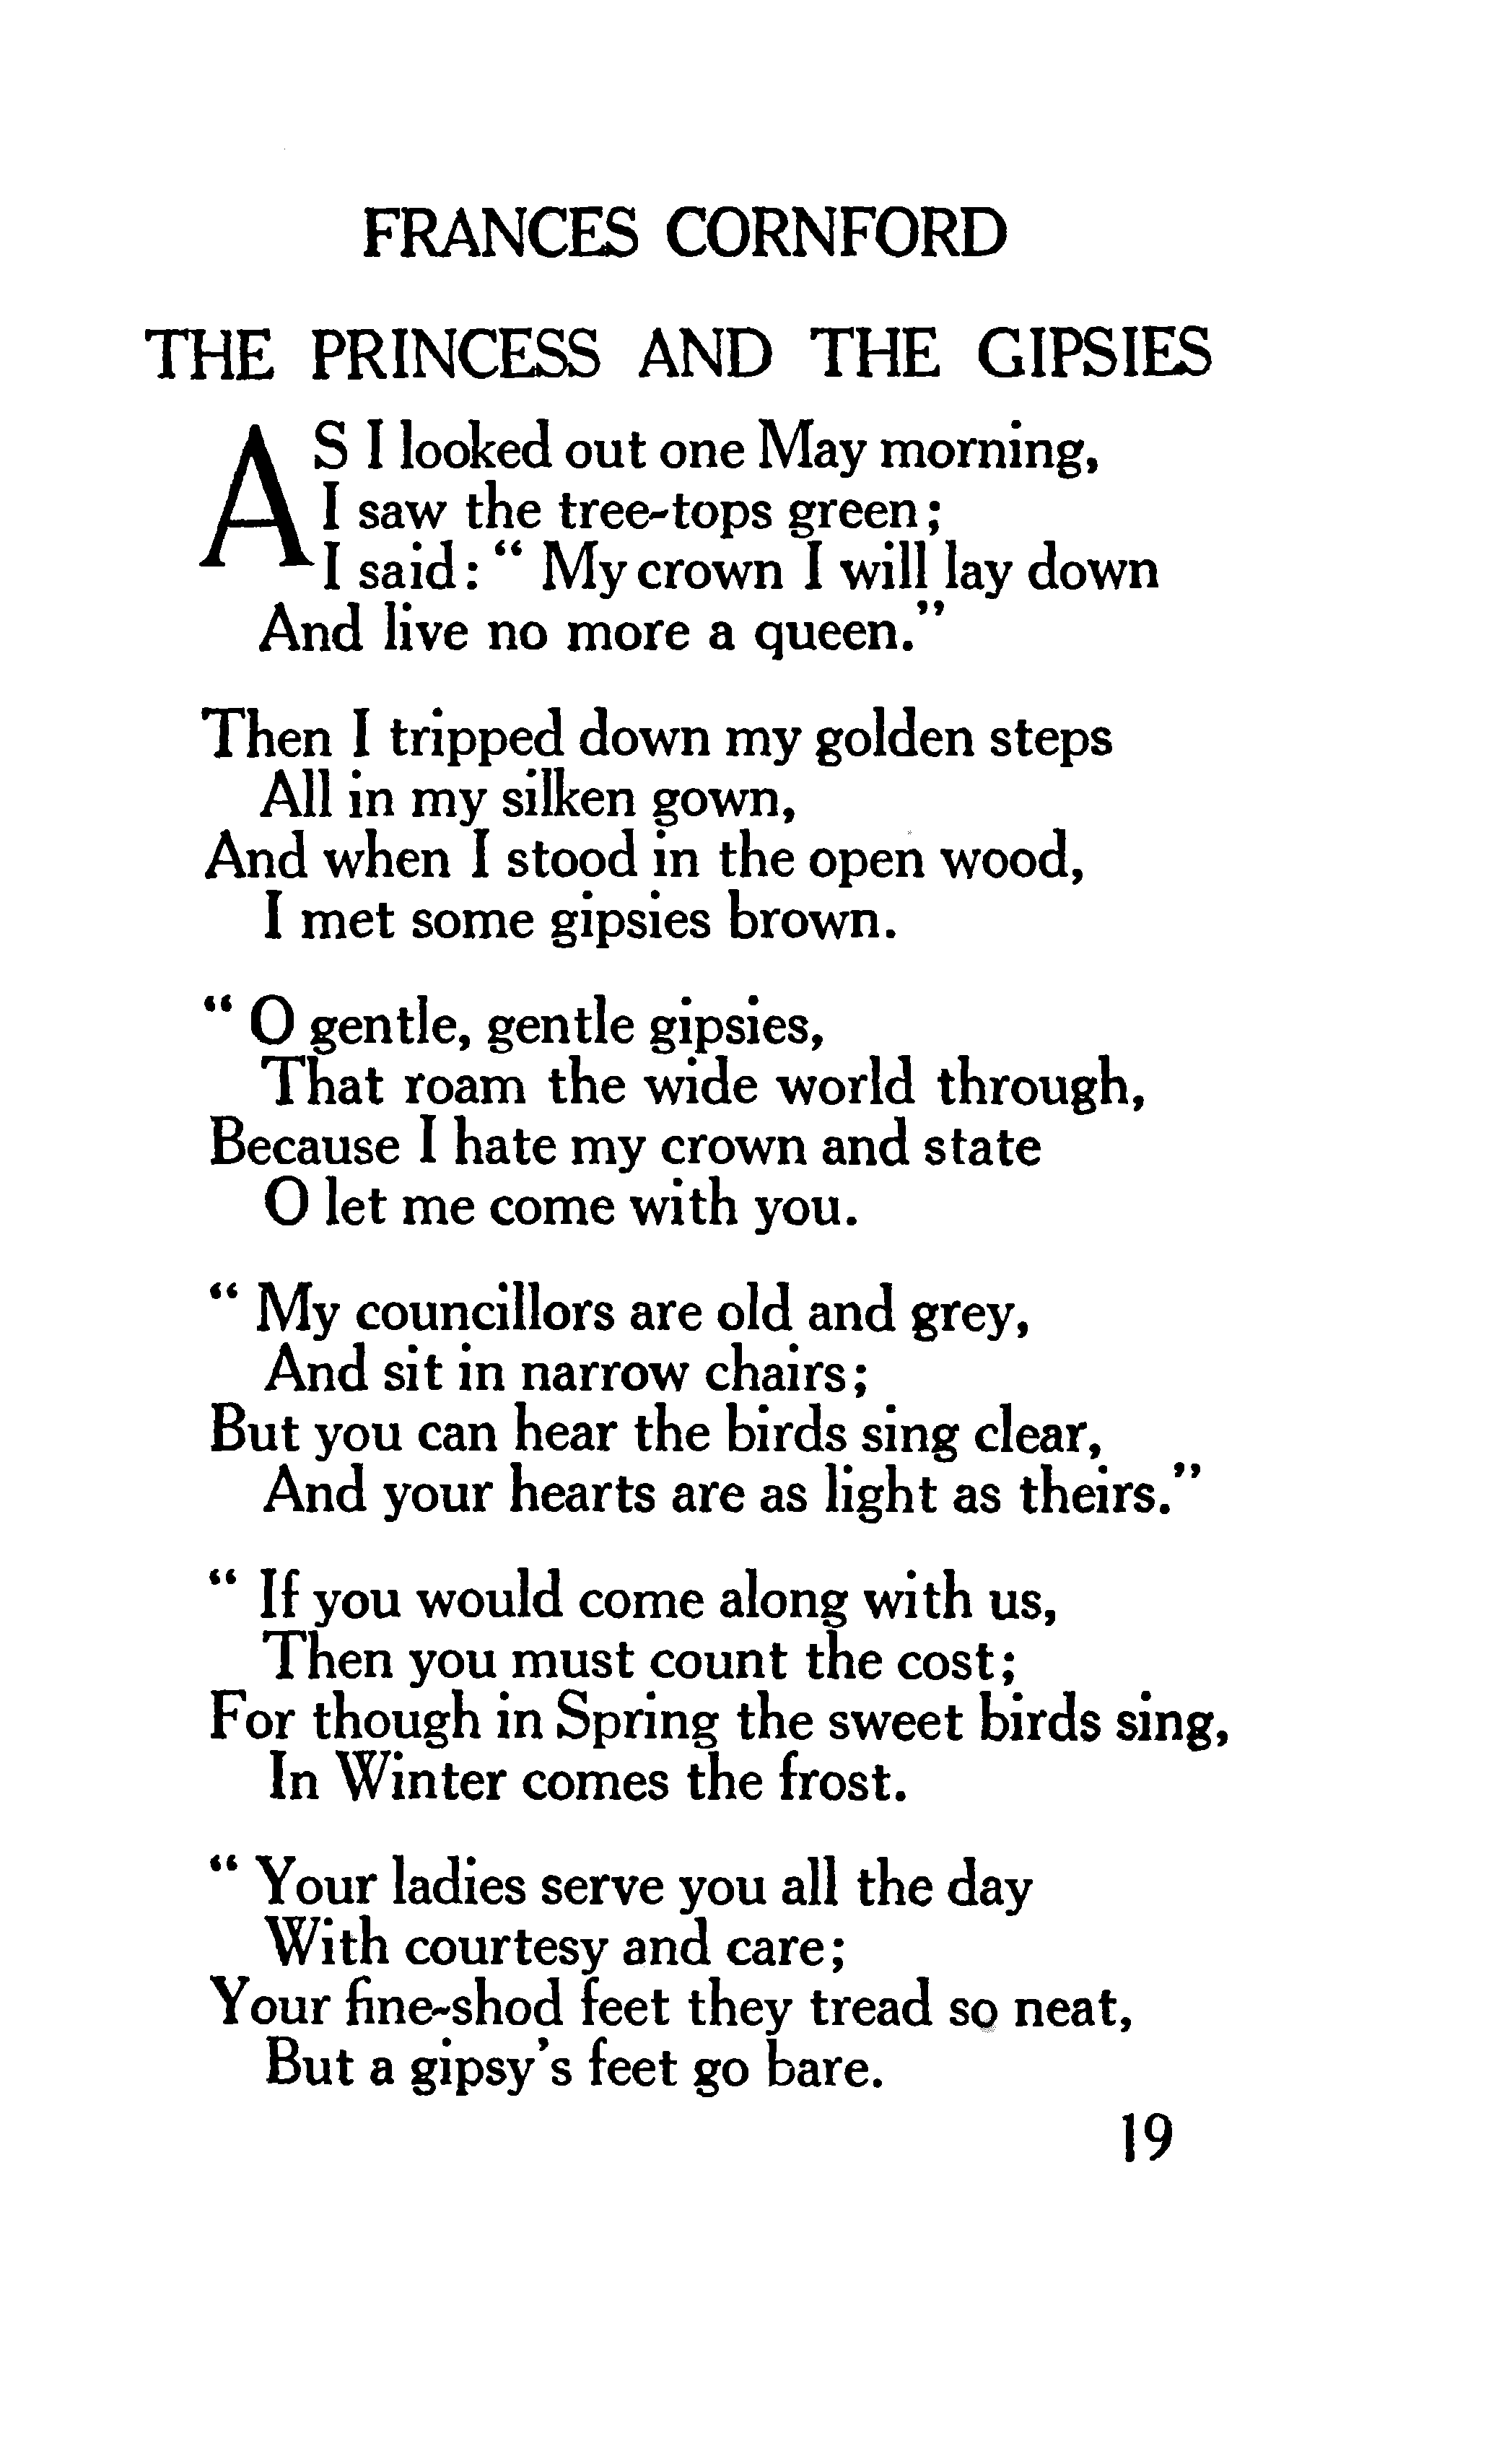 FRANCES CORNFORD
THE PRINCESS AND THE GIPSIES
AS I looked out one May morning,
I saw the tree-tops green;
I said: “ My crown I will lay down
And live no more a queen.”
Then I tripped down my golden steps
All in my silken gown,
And when I stood in the open wood,
I met some gipsies brown.
“ O gentle, gentle gipsies,
That roam the wide world through,
Because I hate my crown and state
O let me come with you.
“ My councillors are old and grey,
And sit in narrow chairs;
But you can hear the birds sing clear,
And your hearts are as light as theirs.”
“ If you would come along with us,
Then you must count the cost;
For though in Spring the sweet birds sing,
In Winter comes the frost.
“ Your ladies serve you all the day
With courtesy and care;
Your fine-shod feet they tread so neat,
But a gipsy’s feet go bare.
19